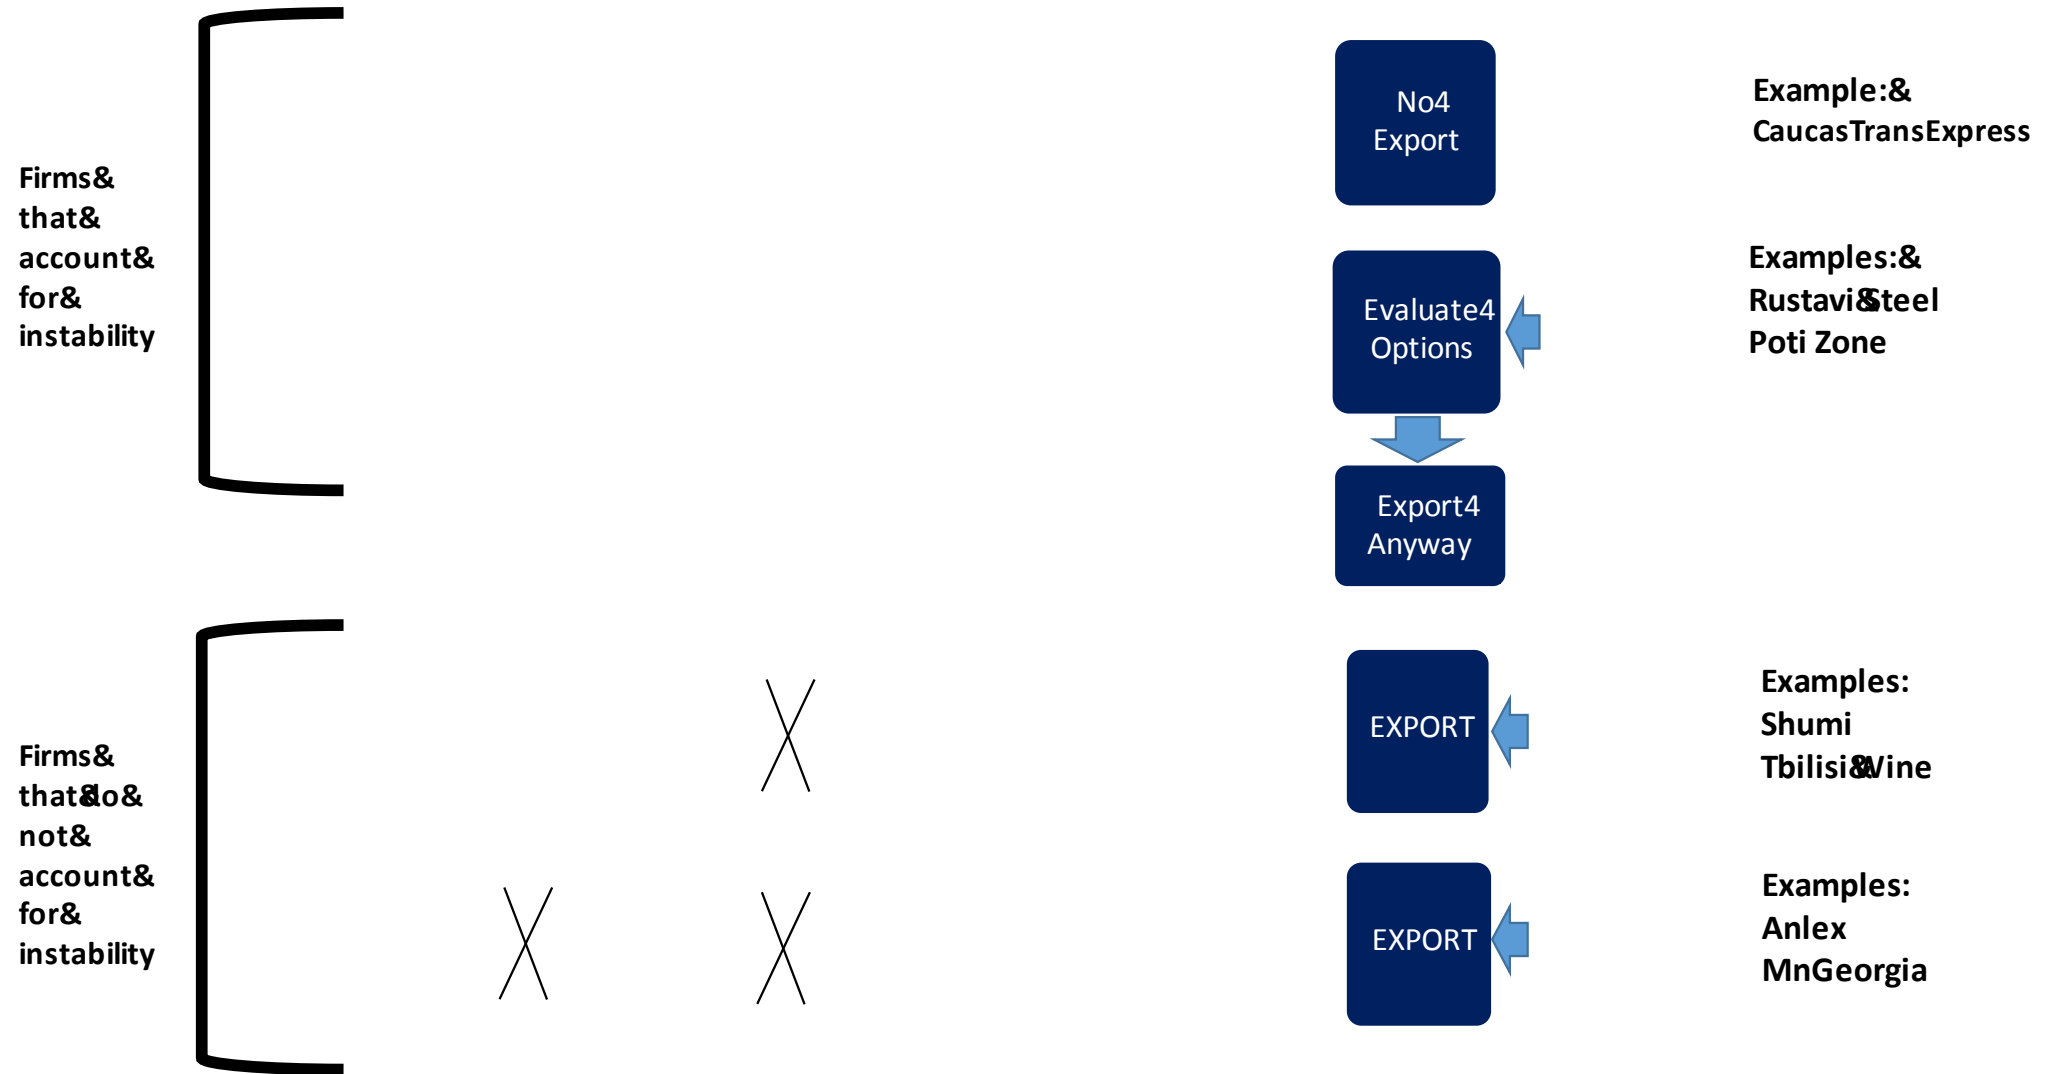 Firms&
that&
account&
for&
instability
No4
Export
Example:&
CaucasTransExpress
Evaluate4
Options
Examples:&
Rustavi&Steel
Poti Zone
Export4
Anyway
Firms&
that&do&
not&
account&
for&
instability
EXPORT
Examples:
Shumi
Tbilisi&Wine
EXPORT
Examples:
Anlex
MnGeorgia